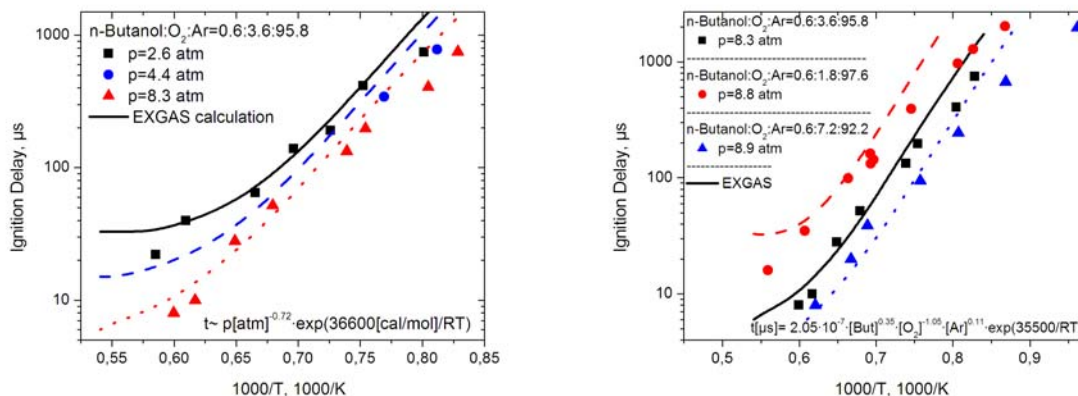 n-Butanol:O₂:Ar=0.6:3.6:95.8
p=2.6 atm
p=4.4 atm
p=8.3 atm
EXGAS calculation
Ignition Delay, µs
1000
100
10
t~ p[atm]⁻⁰·⁷²·exp(36600[cal/mol]/RT)
0,55 0,60 0,65 0,70 0,75 0,80 0,85
1000/T, 1000/K
n-Butanol:O₂:Ar=0.6:3.6:95.8
p=8.3 atm
n-Butanol:O₂:Ar=0.6:1.8:97.6
p=8.8 atm
n-Butanol:O₂:Ar=0.6:7.2:92.2
p=8.9 atm
EXGAS
Ignition Delay, µs
1000
100
10
t[µs]= 2.05·10⁻⁷·[But]⁰·³⁵·[O₂]⁻¹·⁰⁵·[Ar]⁰·¹¹·exp(35500/RT
0,5 0,6 0,7 0,8 0,9
1000/T, 1000/K